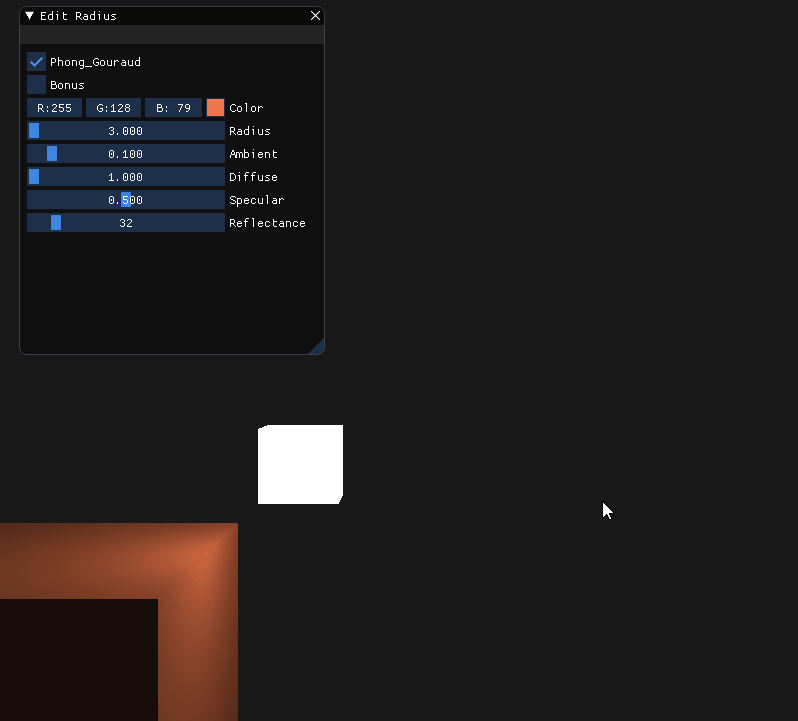 Edit Radius
Phong_Gouraud
Bonus
R:255 G:128 B: 79 Color
3.000 Radius
0.100 Ambient
1.000 Diffuse
0.500 Specular
32 Reflectance